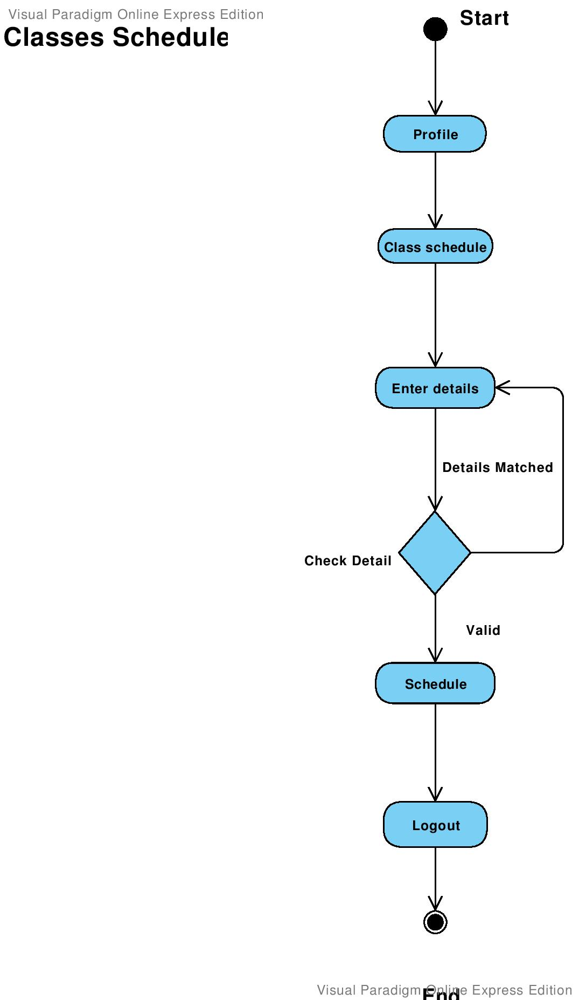 Visual Paradigm Online Express Edition
Start
Classes Schedule
Profile
Class schedule
Enter details
Details Matched
Check Detail
Valid
Schedule
Logout
Visual Paradigm Online Express Edition
End